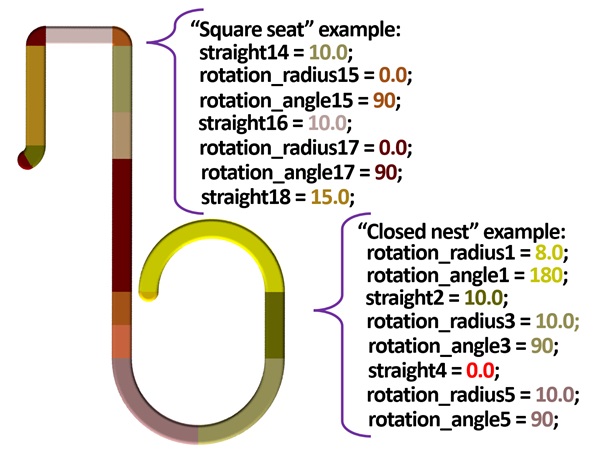 “Square seat” example:
straight14 = 10.0;
rotation_radius15 = 0.0;
rotation_angle15 = 90;
straight16 = 10.0;
rotation_radius17 = 0.0;
rotation_angle17 = 90;
straight18 = 15.0;
“Closed nest” example:
rotation_radius1 = 8.0;
rotation_angle1 = 180;
straight2 = 10.0;
rotation_radius3 = 10.0;
rotation_angle3 = 90;
straight4 = 0.0;
rotation_radius5 = 10.0;
rotation_angle5 = 90;